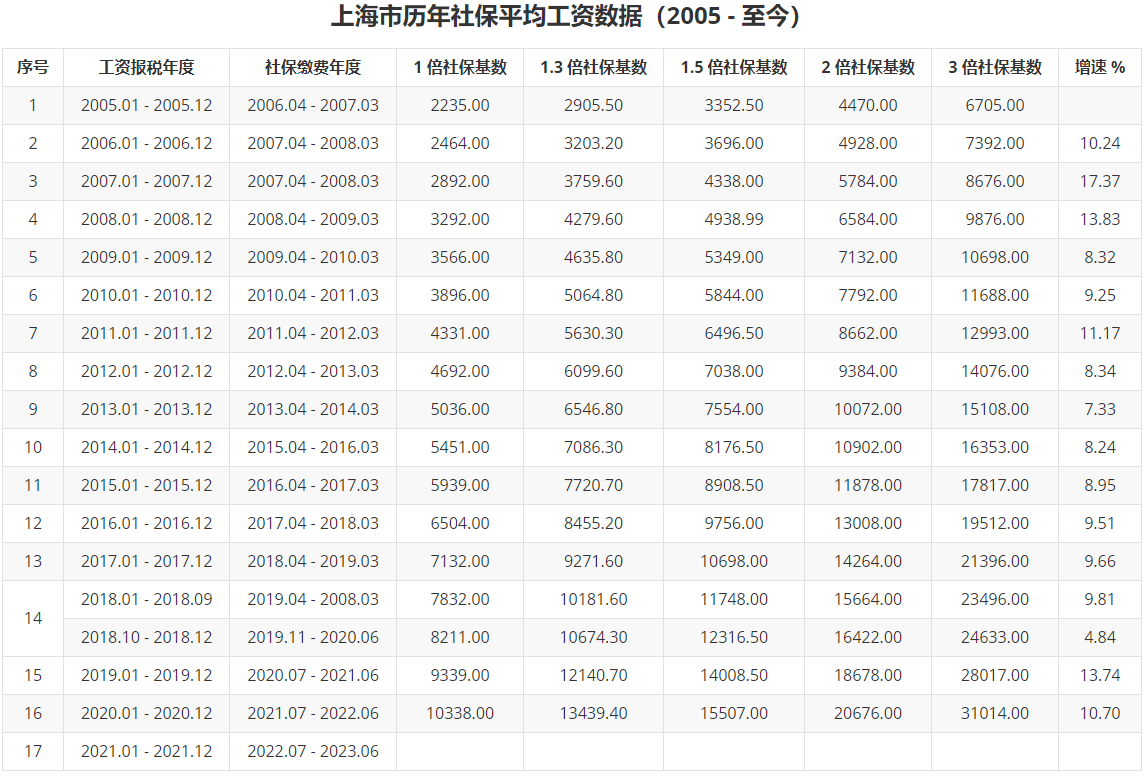 上海市历年社保平均工资数据（2005 - 至今）
序号 工资报税年度 社保缴费年度 1 倍社保基数 1.3 倍社保基数 1.5 倍社保基数 2 倍社保基数 3 倍社保基数 增速 %
1 2005.01 - 2005.12 2006.04 - 2007.03 2235.00 2905.50 3352.50 4470.00 6705.00
2 2006.01 - 2006.12 2007.04 - 2008.03 2464.00 3203.20 3696.00 4928.00 7392.00 10.24
3 2007.01 - 2007.12 2007.04 - 2008.03 2892.00 3759.60 4338.00 5784.00 8676.00 17.37
4 2008.01 - 2008.12 2008.04 - 2009.03 3292.00 4279.60 4938.99 6584.00 9876.00 13.83
5 2009.01 - 2009.12 2009.04 - 2010.03 3566.00 4635.80 5349.00 7132.00 10698.00 8.32
6 2010.01 - 2010.12 2010.04 - 2011.03 3896.00 5064.80 5844.00 7792.00 11688.00 9.25
7 2011.01 - 2011.12 2011.04 - 2012.03 4331.00 5630.30 6496.50 8662.00 12993.00 11.17
8 2012.01 - 2012.12 2012.04 - 2013.03 4692.00 6099.60 7038.00 9384.00 14076.00 8.34
9 2013.01 - 2013.12 2013.04 - 2014.03 5036.00 6546.80 7554.00 10072.00 15108.00 7.33
10 2014.01 - 2014.12 2015.04 - 2016.03 5451.00 7086.30 8176.50 10902.00 16353.00 8.24
11 2015.01 - 2015.12 2016.04 - 2017.03 5939.00 7720.70 8908.50 11878.00 17817.00 8.95
12 2016.01 - 2016.12 2017.04 - 2018.03 6504.00 8455.20 9756.00 13008.00 19512.00 9.51
13 2017.01 - 2017.12 2018.04 - 2019.03 7132.00 9271.60 10698.00 14264.00 21396.00 9.66
14 2018.01 - 2018.09 2019.04 - 2008.03 7832.00 10181.60 11748.00 15664.00 23496.00 9.81
2018.10 - 2018.12 2019.11 - 2020.06 8211.00 10674.30 12316.50 16422.00 24633.00 4.84
15 2019.01 - 2019.12 2020.07 - 2021.06 9339.00 12140.70 14008.50 18678.00 28017.00 13.74
16 2020.01 - 2020.12 2021.07 - 2022.06 10338.00 13439.40 15507.00 20676.00 31014.00 10.70
17 2021.01 - 2021.12 2022.07 - 2023.06